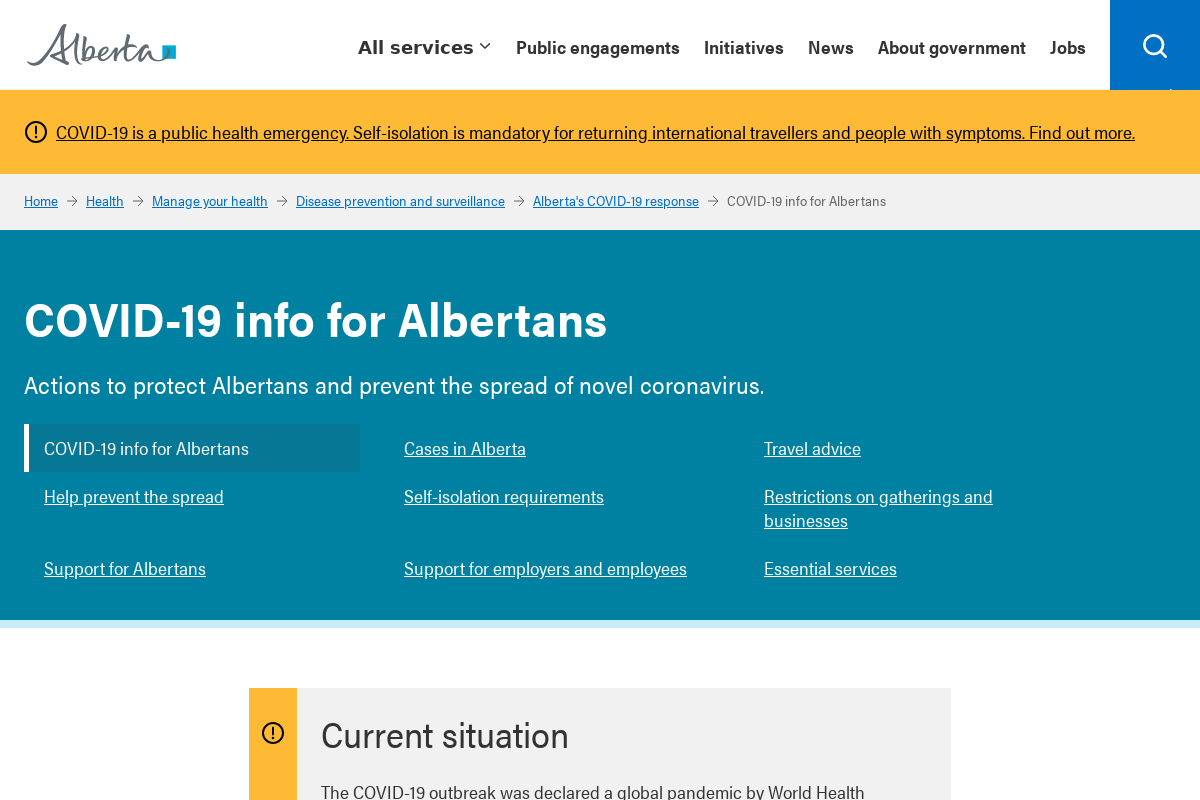 Alberta
All services Public engagements Initiatives News About government Jobs
COVID-19 is a public health emergency. Self-isolation is mandatory for returning international travellers and people with symptoms. Find out more.
Home → Health → Manage your health → Disease prevention and surveillance → Alberta's COVID-19 response → COVID-19 info for Albertans
COVID-19 info for Albertans
Actions to protect Albertans and prevent the spread of novel coronavirus.
COVID-19 info for Albertans Cases in Alberta Travel advice
Help prevent the spread Self-isolation requirements Restrictions on gatherings and
businesses
Support for Albertans Support for employers and employees Essential services
Current situation
The COVID-19 outbreak was declared a global pandemic by World Health